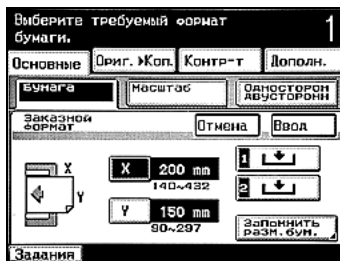 Выберите требуемый формат
бумаги. 1
Основные Ориг.➤Коп. Контр-т Дополн.
Бумага Масштаб Односторон
Двусторонн
Заказной
формат Отмена Ввод
X X 200 mm 1
140~432
Y Y 150 mm 2
90~297
Запомнить
разм.бум.
Задания